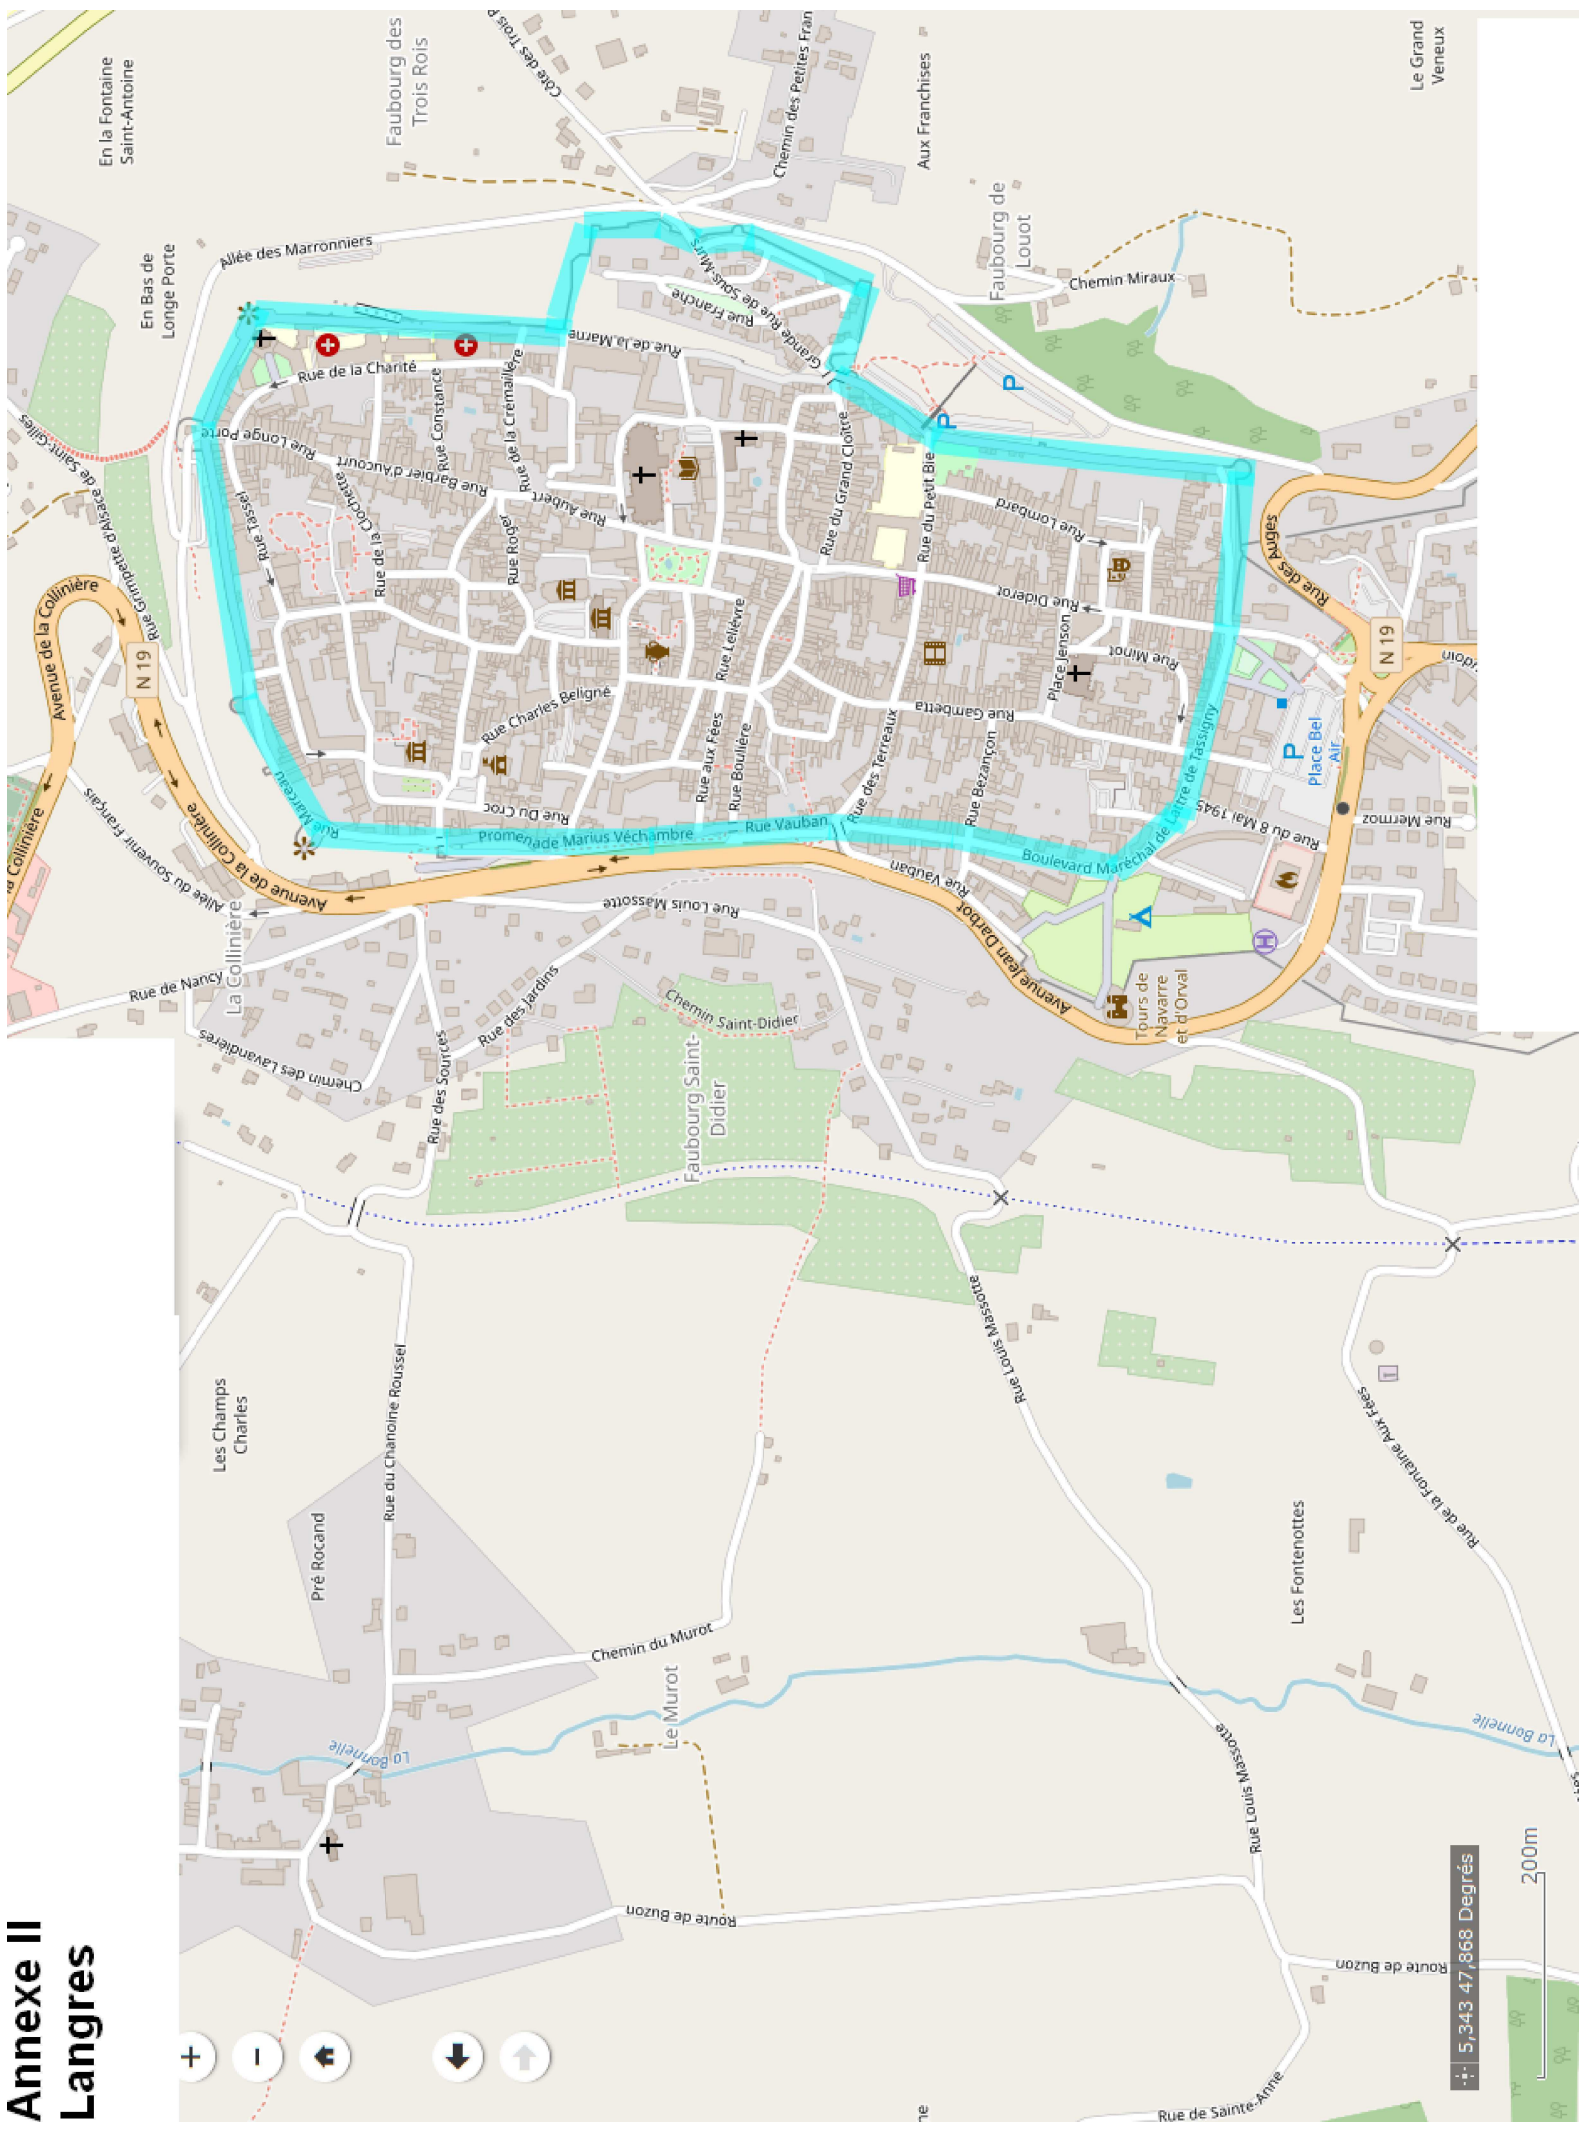 Annexe II
Langres
En la Fontaine
Saint-Antoine
Faubourg des
Trois Rois
Chemin des Petites Fran
Aux Franchises
Le Grand
Veneux
En Bas de
Longe Porte
Allée des Marronniers
Faubourg de
Louot
Chemin Miraux
Rue Grimpette d'Alsace de Saint-Gilles
Avenue de la Collinière
N 19
Rue de la Charité
Rue Constance
Rue de la Crémaillère
Rue de la Marne
Rue Franche
Grande Rue de Sous-Murs
Porte
Rue Longe Porte
Rue Barbier d'Aucourt
Rue Tassel
Rue de la Clochette
Rue Roger
Rue Aubert
Rue du Grand Cloître
Rue du Petit Bie
P
P
Rue Lombard
Rue Diderot
Rue des Auges
N 19
Rue Lelièvre
Place Jenson
Rue Minot
Rue Charles Beligné
Rue Gambetta
Rue aux Fées
Rue Boulière
Rue des Terreaux
Rue Bezançon
Rue Du Croc
Rue Marceau
Promenade Marius Véchambre
Rue Vauban
Rue Vauban
Boulevard Maréchal de Lattre de Tassigny
Rue du 8 Mai 1945
P
Place Bel
Air
Rue Mermoz
la Collinière
Allée du Souvenir Français
Avenue de la Collinière
La Collinière
Rue de Nancy
Rue Louis Massotte
Avenue Jean Darbot
H
Tours de
Navarre
et d'Orval
Chemin des Lavandières
Rue des Sources
Rue des Jardins
Chemin Saint-Didier
Faubourg Saint-
Didier
Les Champs
Charles
Rue du Chanoine Roussel
Rue Louis Massotte
Rue de la Fontaine Aux Fées
Pré Rocand
Les Fontenottes
Chemin du Murot
Le Murot
La Bonnelle
La Bonnelle
Rue Louis Massotte
Route de Buzon
Route de Buzon
Rue de Sainte-Anne
5,343 47,868 Degrés
200m